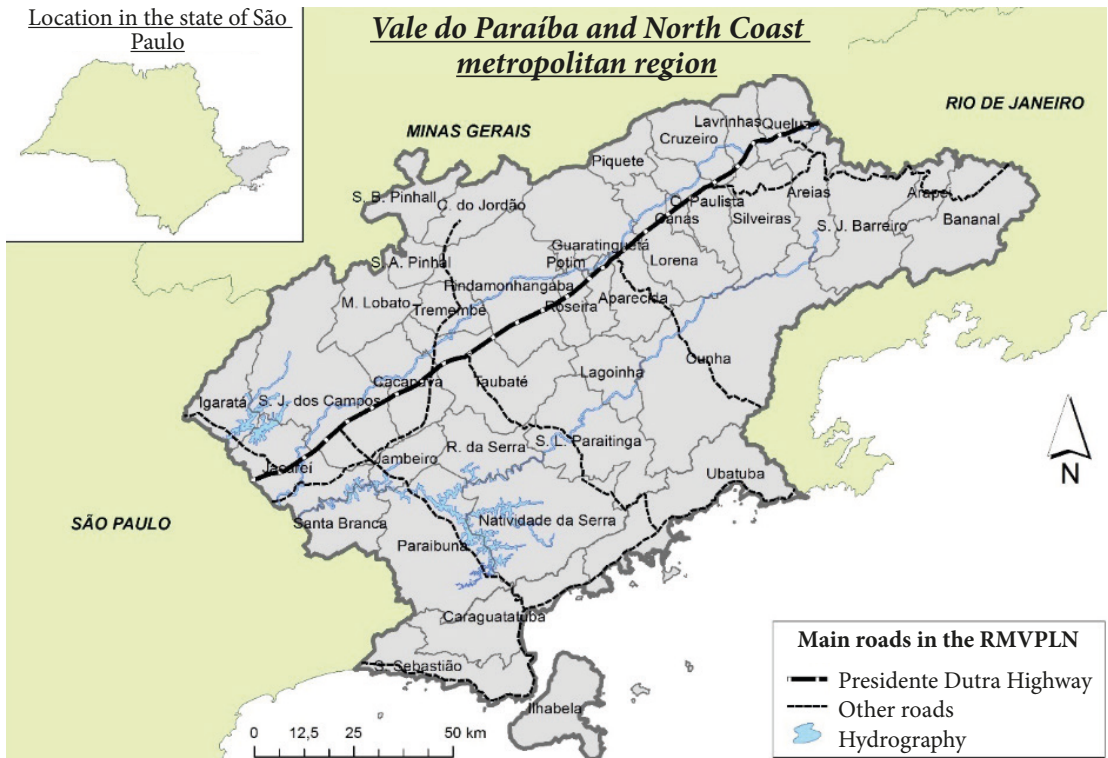 Location in the state of São
Paulo
Vale do Paraíba and North Coast
metropolitan region
RIO DE JANEIRO
MINAS GERAIS
Lavrinhas
Queluz
Cruzeiro
Piquete
S. B. Pinhall
C. do Jordão
C. Paulista
Canas
Areias
Silveiras
Arapeí
Bananal
S. J. Barreiro
Guaratinguetá
Potim
Lorena
S. A. Pinhal
Pindamonhangaba
M. Lobato
Tremembé
Roseira
Aparecida
Cunha
Lagoinha
Caçapava
Taubaté
Igaratá
S. J. dos Campos
R. da Serra
S. L. Paraitinga
Jambeiro
Jacareí
Ubatuba
N
SÃO PAULO
Santa Branca
Natividade da Serra
Paraibuna
Caraguatatuba
S. Sebastião
Ilhabela
0 12,5 25 50 km
Main roads in the RMVPLN
Presidente Dutra Highway
Other roads
Hydrography